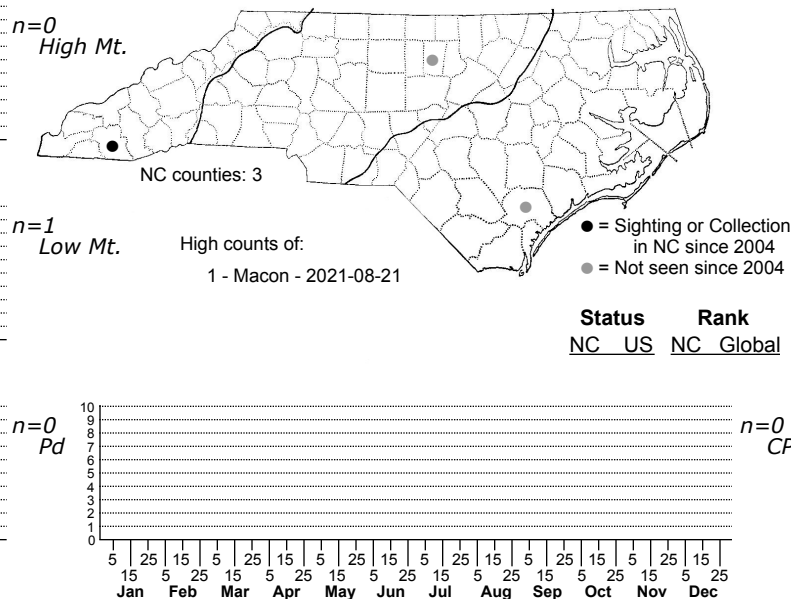 n=0
High Mt.
NC counties: 3
n=1
Low Mt.
High counts of:
1 - Macon - 2021-08-21
= Sighting or Collection
in NC since 2004
= Not seen since 2004
Status Rank
NC US NC Global
n=0
Pd
10
9
8
7
6
5
4
3
2
1
0
n=0
CP
5 25 15 5 25 15 5 25 15 5 25 15 5 25 15 5 25 15
15 5 25 15 5 25 15 5 25 15 5 25 15 5 25 15 5 25
Jan Feb Mar Apr May Jun Jul Aug Sep Oct Nov Dec